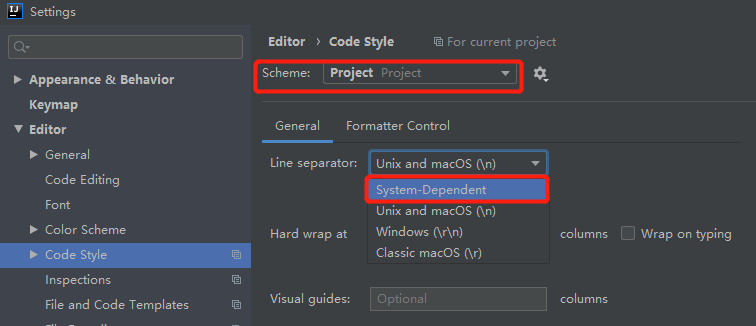 IJ Settings
Editor › Code Style For current project
Scheme: Project Project
Appearance & Behavior
Keymap
Editor
General
Code Editing
Font
Color Scheme
Code Style
Inspections
File and Code Templates
General Formatter Control
Line separator: Unix and macOS (\n)
System-Dependent
Unix and macOS (\n)
Windows (\r\n)
Classic macOS (\r)
Hard wrap at columns Wrap on typing
Visual guides: Optional columns